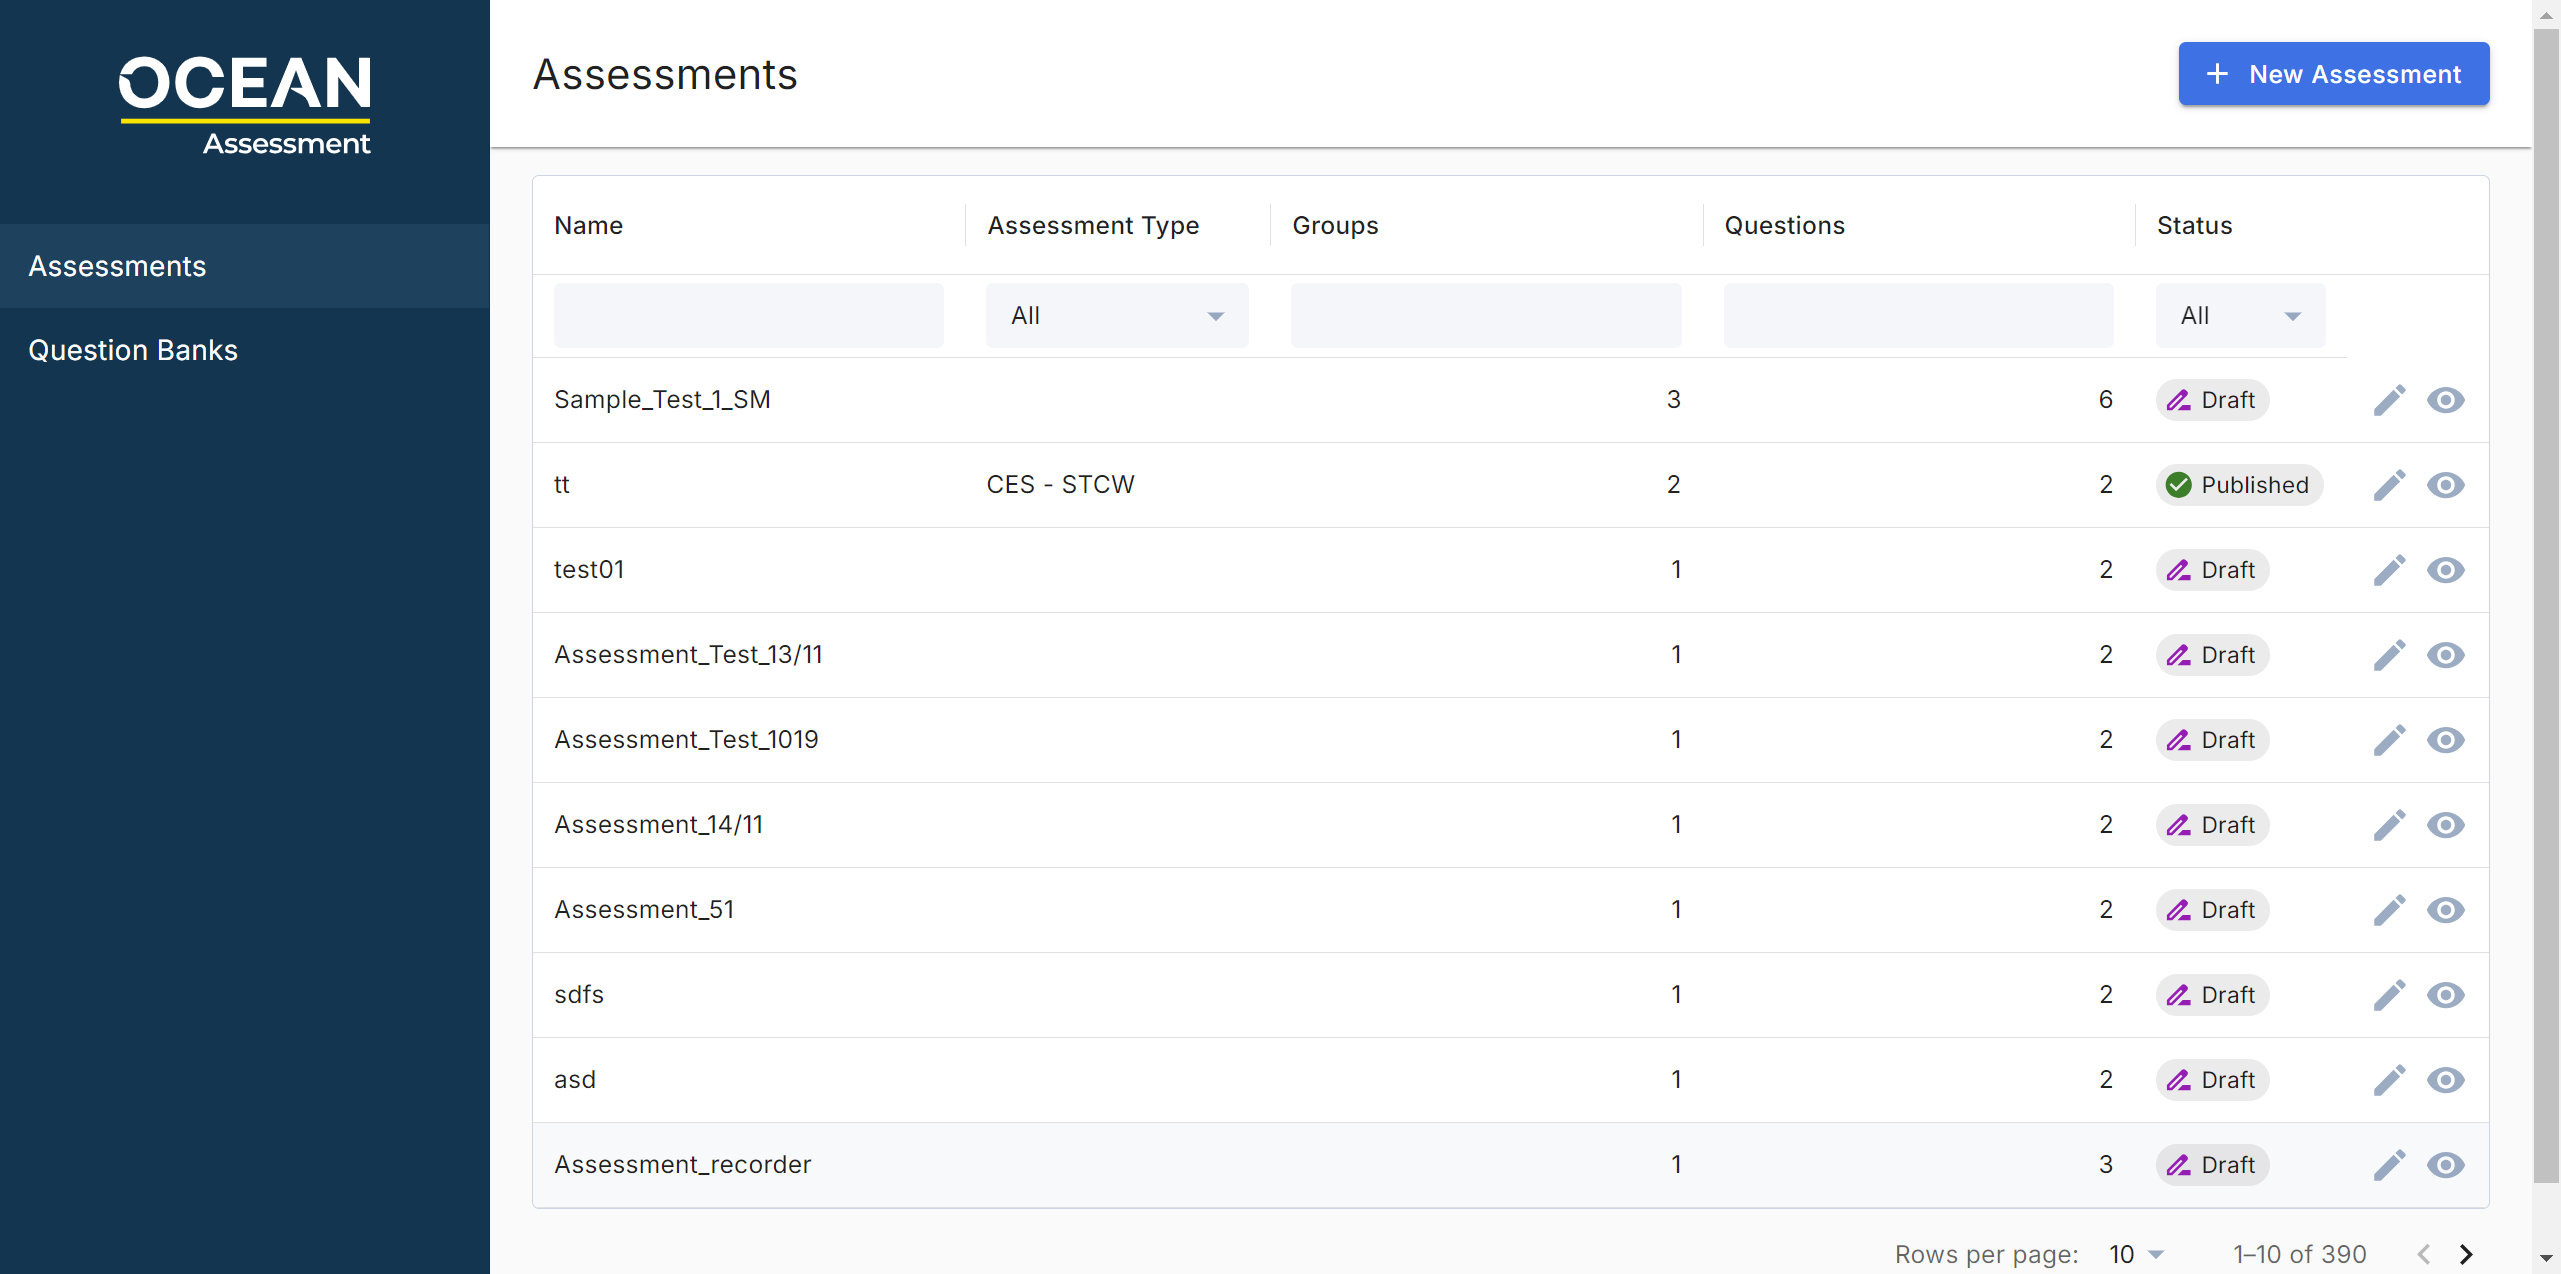 OCEAN
Assessment
Assessments
Question Banks
Assessments
New Assessment
Name Assessment Type Groups Questions Status
All All
Sample_Test_1_SM 3 6 Draft
tt CES - STCW 2 2 Published
test01 1 2 Draft
Assessment_Test_13/11 1 2 Draft
Assessment_Test_1019 1 2 Draft
Assessment_14/11 1 2 Draft
Assessment_51 1 2 Draft
sdfs 1 2 Draft
asd 1 2 Draft
Assessment_recorder 1 3 Draft
Rows per page: 10 1–10 of 390